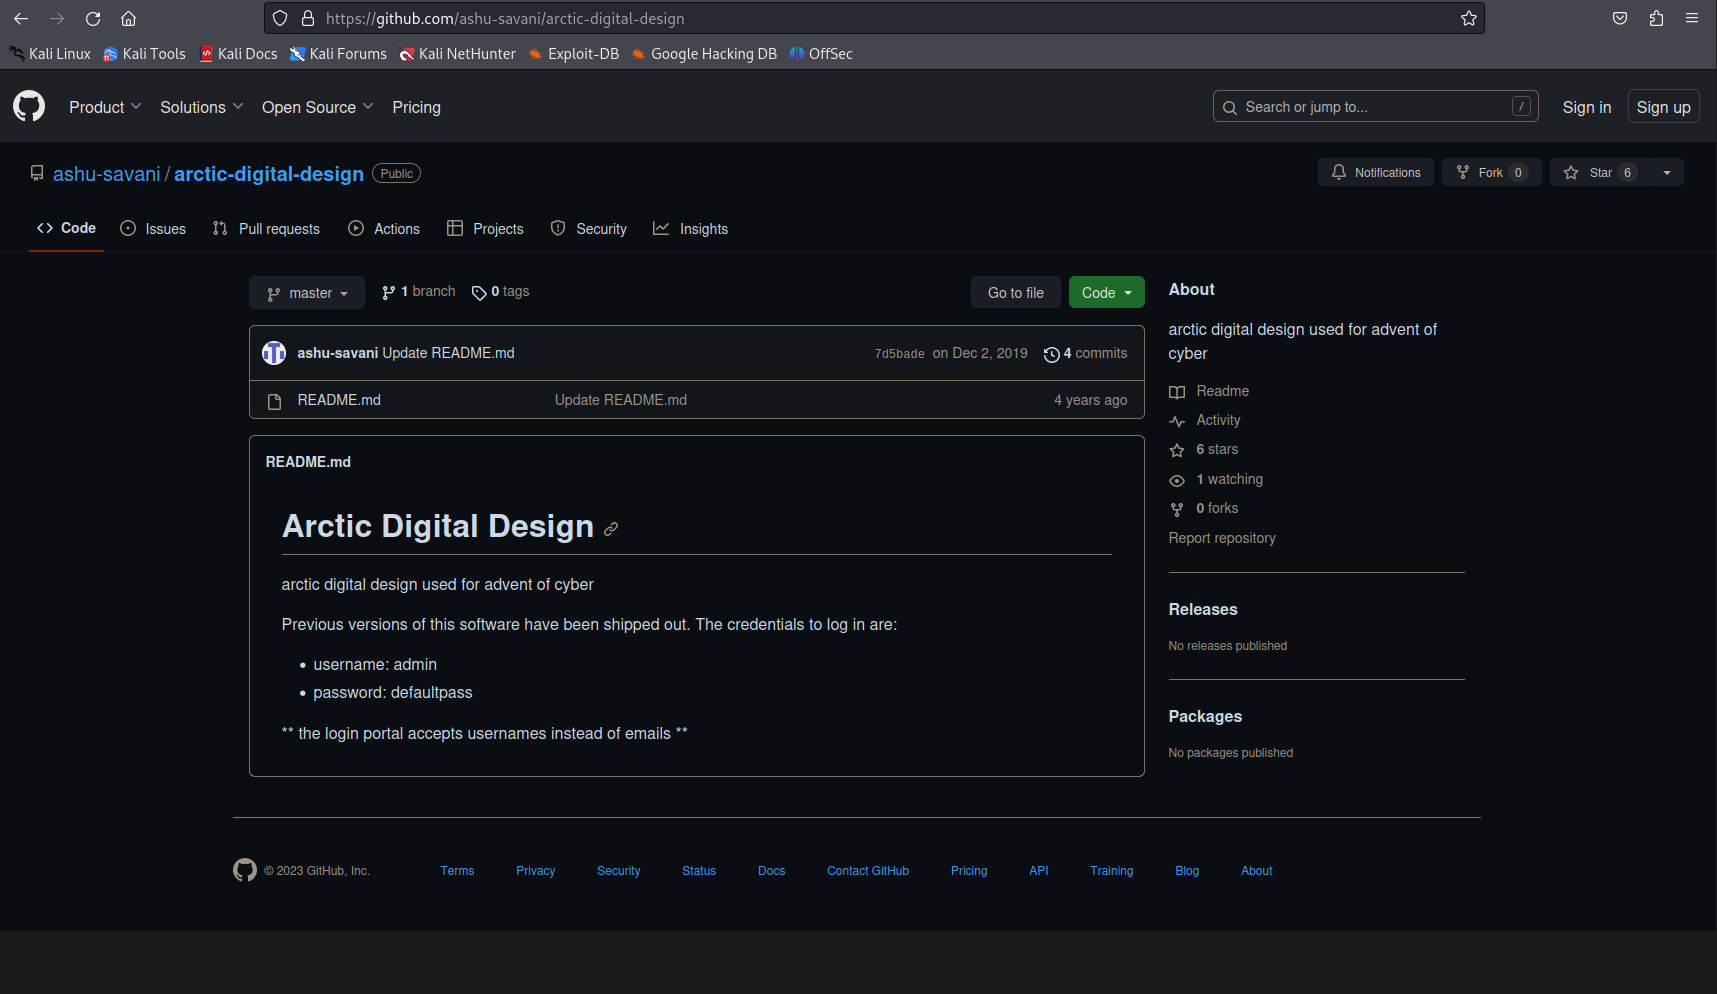 https://github.com/ashu-savani/arctic-digital-design
Kali Linux Kali Tools Kali Docs Kali Forums Kali NetHunter Exploit-DB Google Hacking DB OffSec
Product Solutions Open Source Pricing Search or jump to... / Sign in Sign up
ashu-savani / arctic-digital-design Public Notifications Fork 0 Star 6
Code Issues Pull requests Actions Projects Security Insights
master 1 branch 0 tags Go to file Code
ashu-savani Update README.md 7d5bade on Dec 2, 2019 4 commits
README.md Update README.md 4 years ago
README.md
Arctic Digital Design
arctic digital design used for advent of cyber
Previous versions of this software have been shipped out. The credentials to log in are:
• username: admin
• password: defaultpass
** the login portal accepts usernames instead of emails **
About
arctic digital design used for advent of
cyber
Readme
Activity
6 stars
1 watching
0 forks
Report repository
Releases
No releases published
Packages
No packages published
© 2023 GitHub, Inc. Terms Privacy Security Status Docs Contact GitHub Pricing API Training Blog About